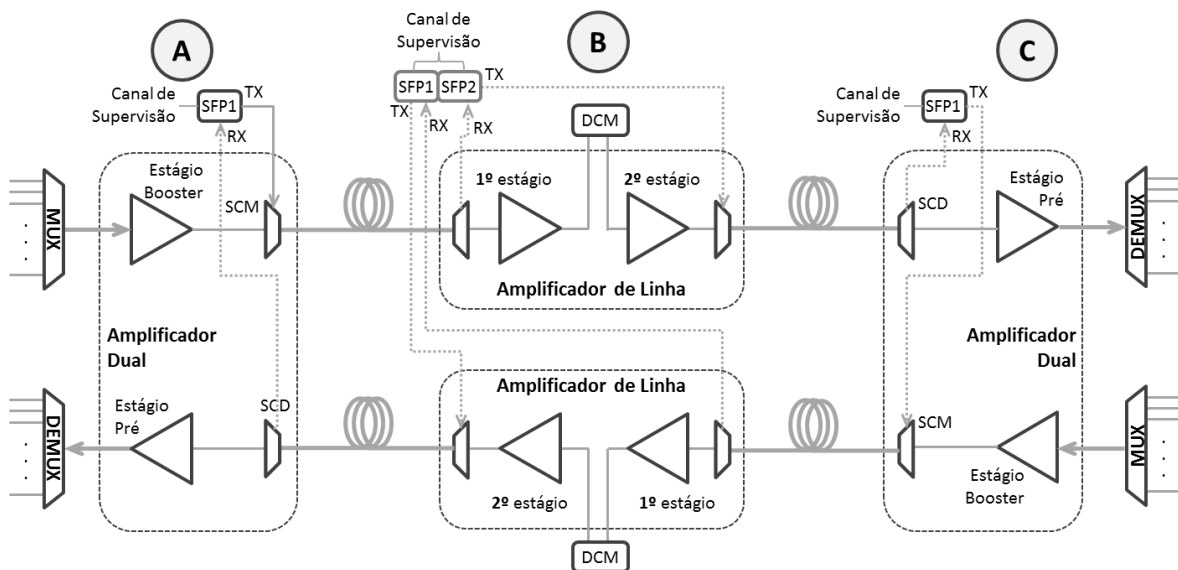 A
B
C
Canal de
Supervisão
SFP1
TX
RX
Canal de
Supervisão
SFP1
SFP2
TX
TX
RX
RX
DCM
Canal de
Supervisão
SFP1
TX
RX
MUX
Estágio
Booster
SCM
1º estágio
2º estágio
Amplificador de Linha
SCD
Estágio
Pré
DEMUX
Amplificador
Dual
Amplificador
Dual
DEMUX
Estágio
Pré
SCD
Amplificador de Linha
2º estágio
1º estágio
DCM
SCM
Estágio
Booster
MUX